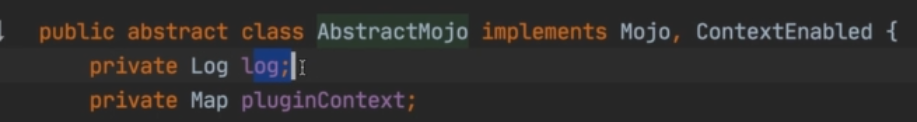 public abstract class AbstractMojo implements Mojo, ContextEnabled {
private Log log;
private Map pluginContext;